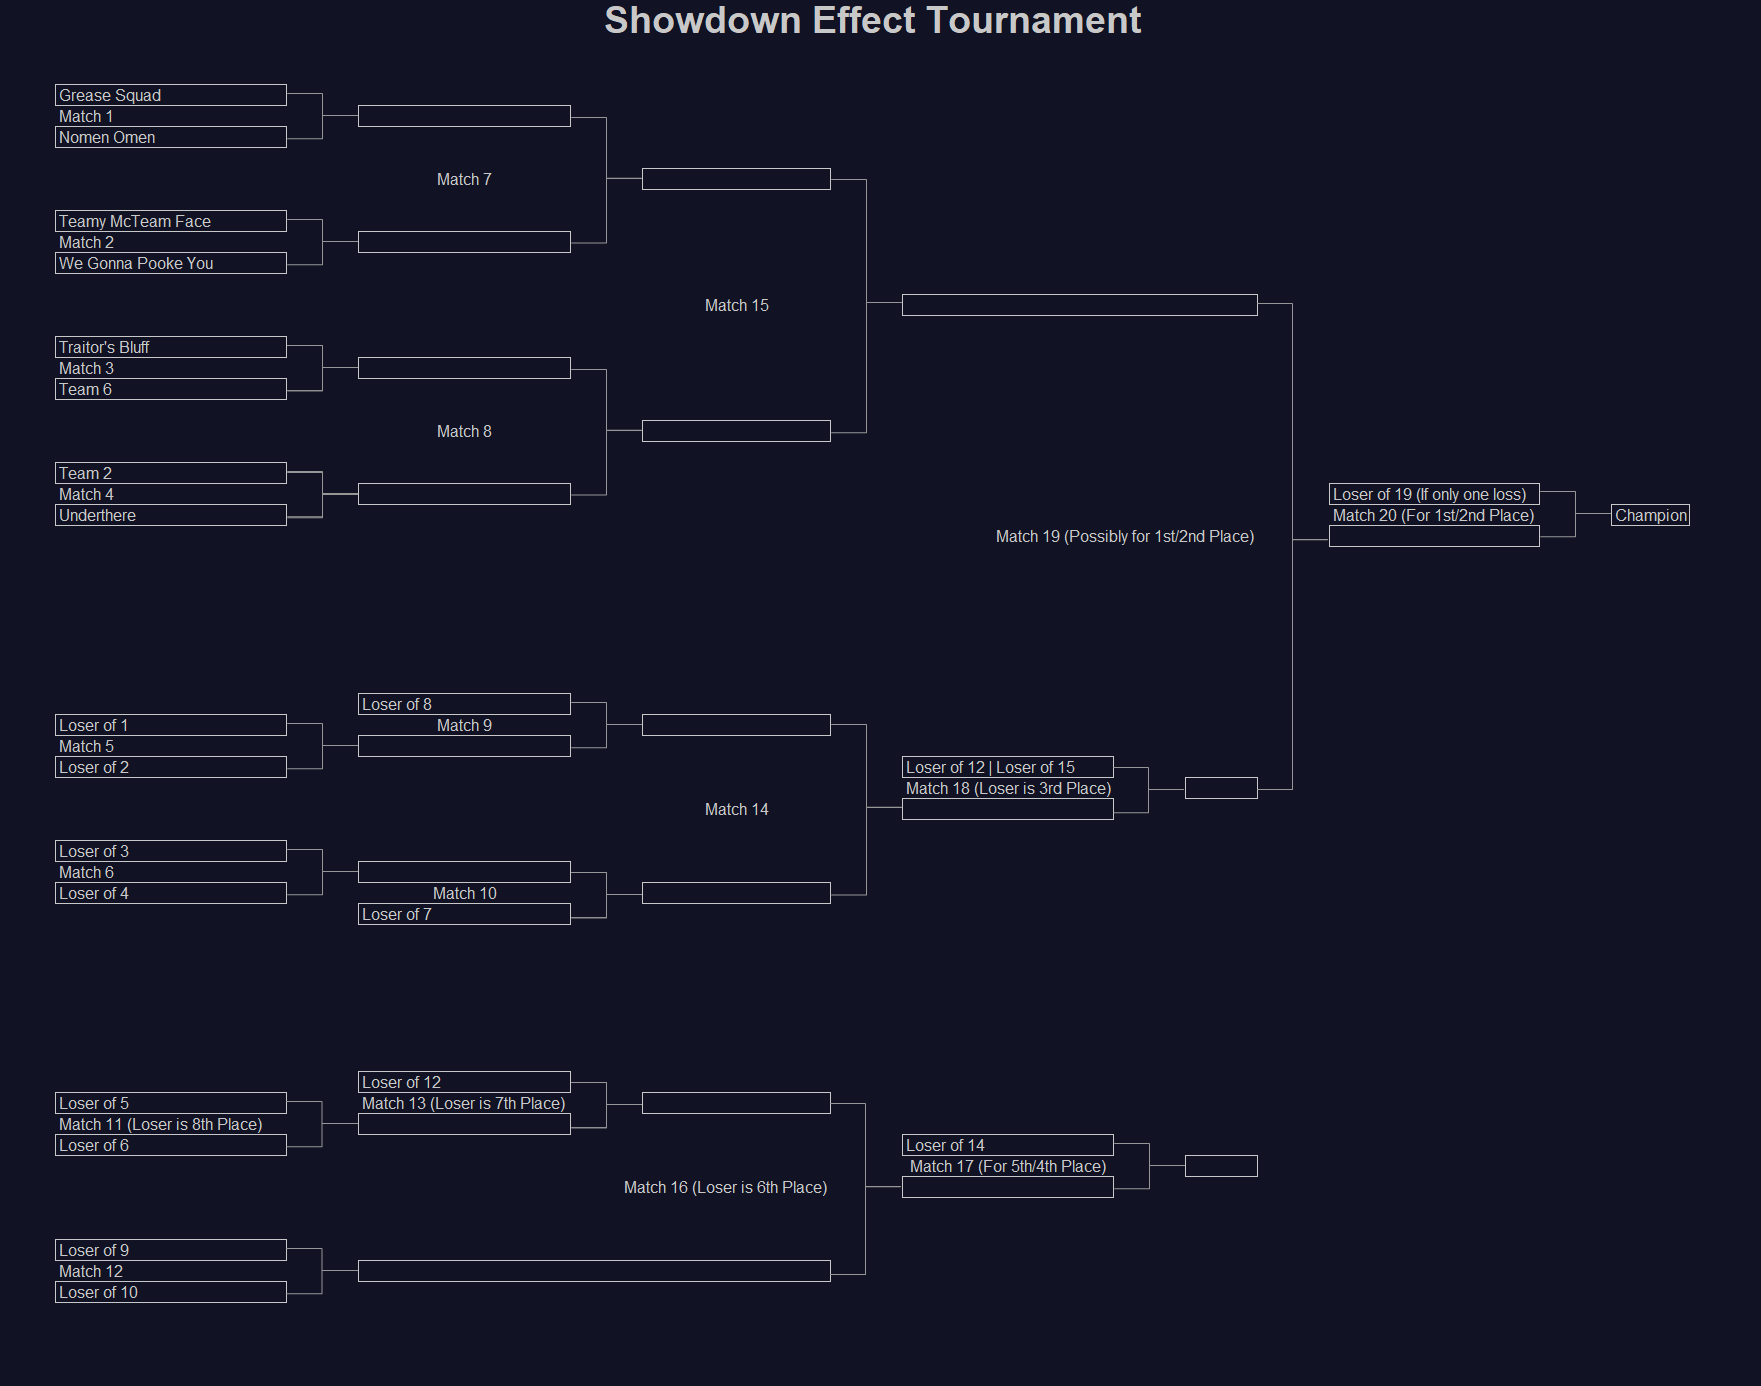 Showdown Effect Tournament
Grease Squad
Match 1
Nomen Omen
Match 7
Teamy McTeam Face
Match 2
We Gonna Pooke You
Match 15
Traitor's Bluff
Match 3
Team 6
Match 8
Team 2
Match 4
Underthere
Match 19 (Possibly for 1st/2nd Place)
Loser of 19 (If only one loss)
Match 20 (For 1st/2nd Place)
Champion
Loser of 1
Match 5
Loser of 2
Loser of 8
Match 9
Match 14
Loser of 12 | Loser of 15
Match 18 (Loser is 3rd Place)
Loser of 3
Match 6
Loser of 4
Match 10
Loser of 7
Loser of 5
Match 11 (Loser is 8th Place)
Loser of 6
Loser of 12
Match 13 (Loser is 7th Place)
Match 16 (Loser is 6th Place)
Loser of 14
Match 17 (For 5th/4th Place)
Loser of 9
Match 12
Loser of 10